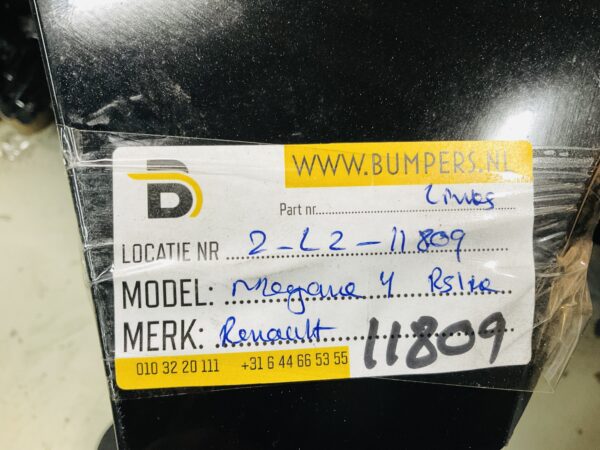 WWW.BUMPERS.NL
Part nr. Links
LOCATIE NR 2-L2-11809
MODEL: Megane 4 RSline
MERK: Renault 11809
010 32 20 111 +31 6 44 66 53 55